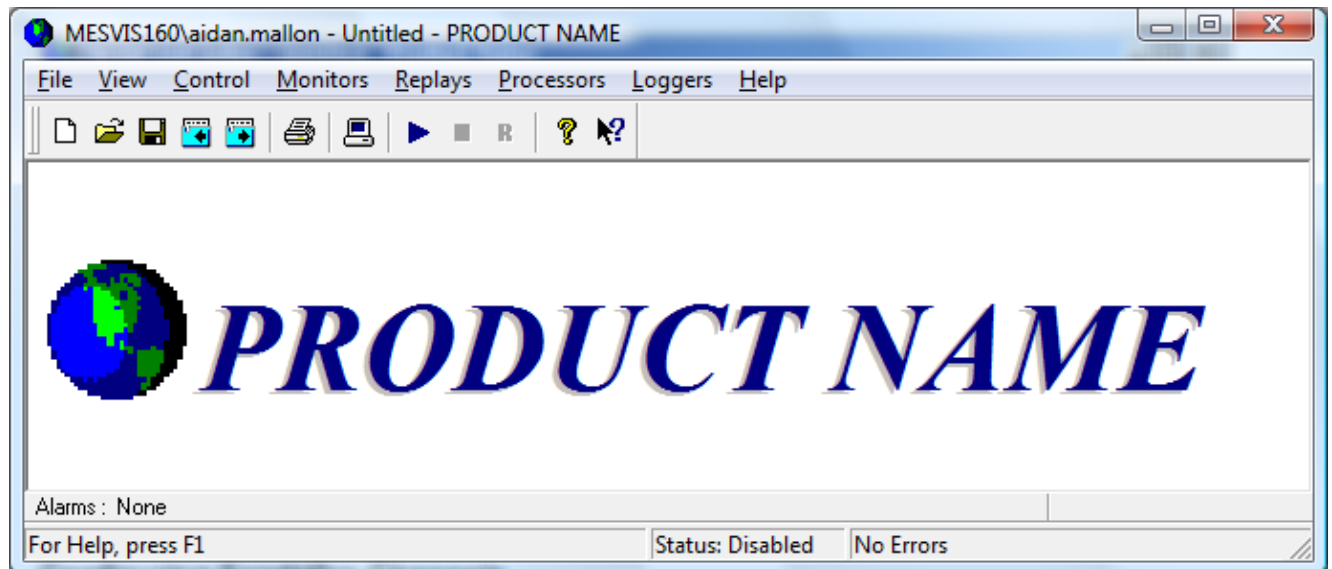 MESVIS160\aidan.mallon - Untitled - PRODUCT NAME
File View Control Monitors Replays Processors Loggers Help
R
PRODUCT NAME
Alarms : None
For Help, press F1 Status: Disabled No Errors